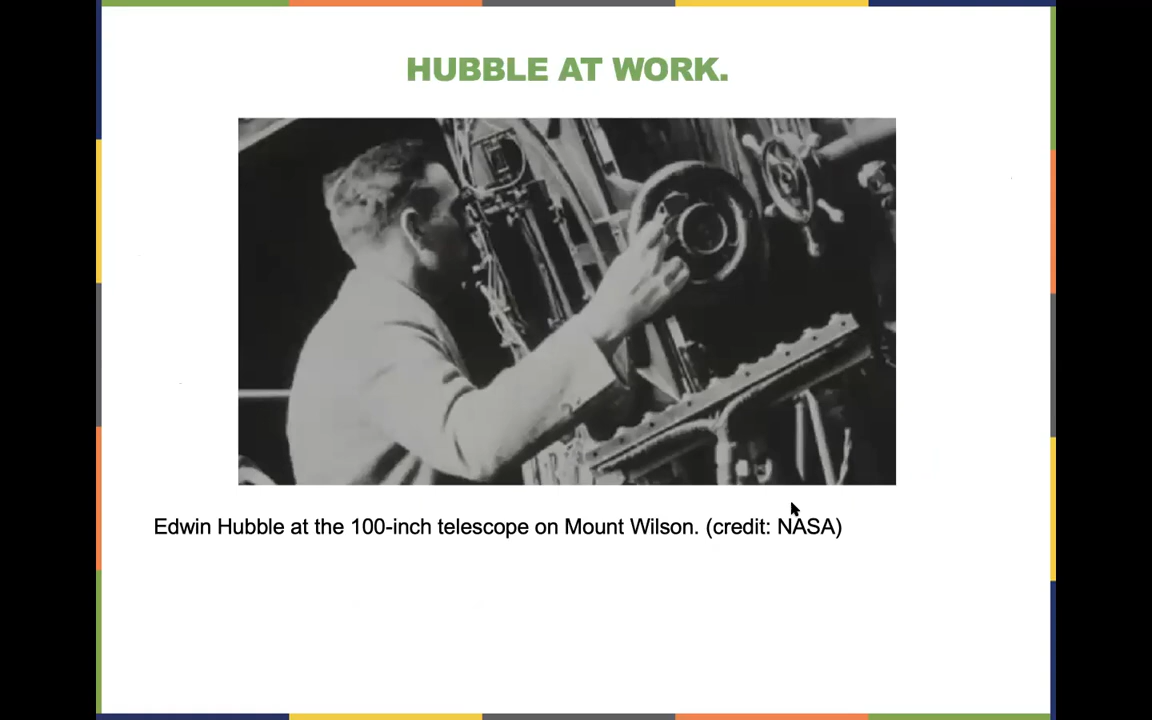 HUBBLE AT WORK.
Edwin Hubble at the 100-inch telescope on Mount Wilson. (credit: NASA)